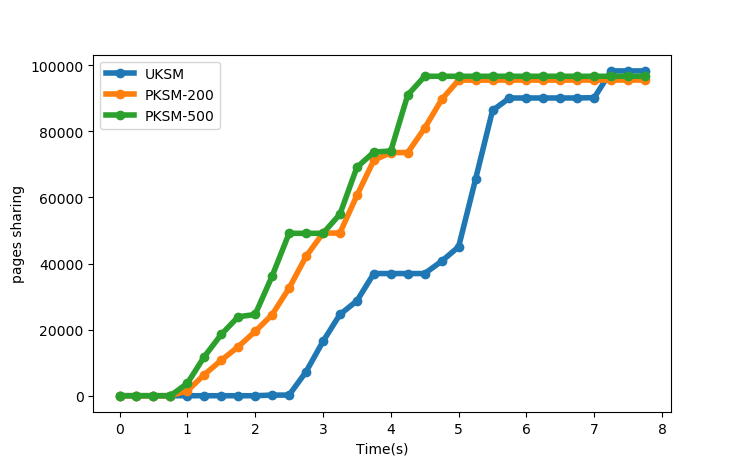 100000
80000
60000
40000
20000
0
pages sharing
UKSM
PKSM-200
PKSM-500
0 1 2 3 4 5 6 7 8
Time(s)